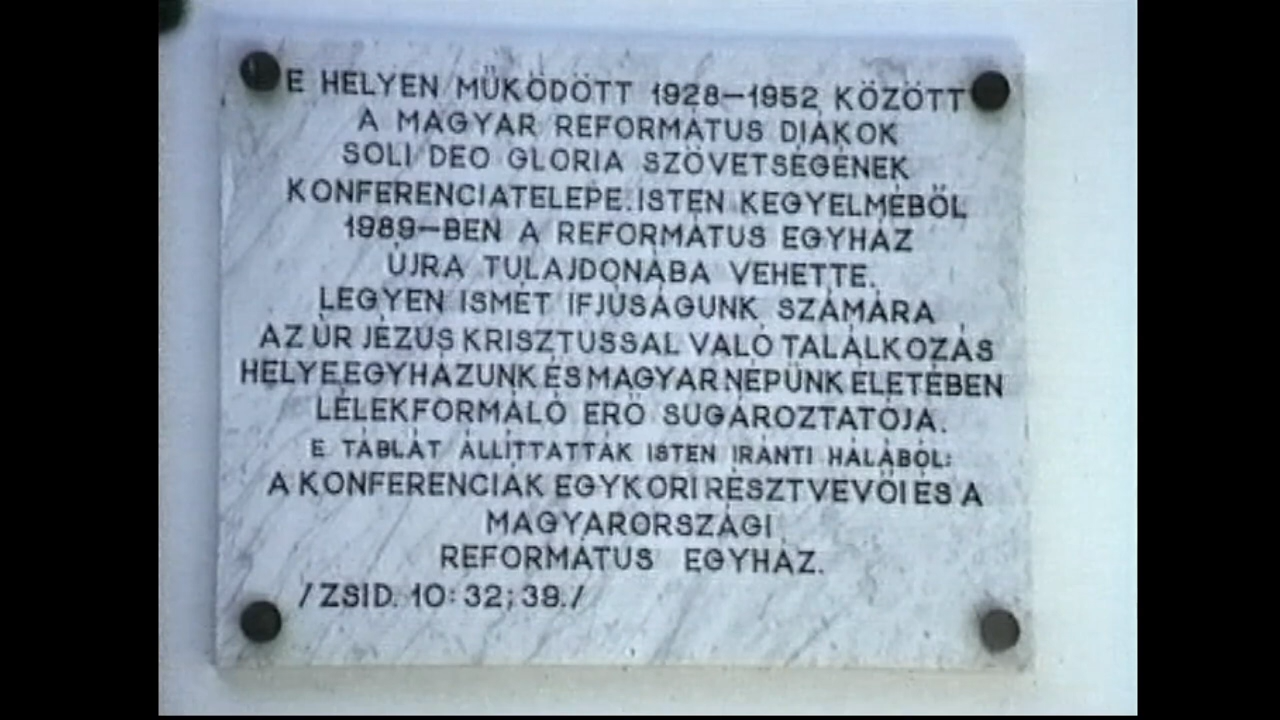 E HELYEN MŰKÖDÖTT 1928–1952 KÖZÖTT
A MAGYAR REFORMÁTUS DIÁKOK
SOLI DEO GLORIA SZÖVETSÉGÉNEK
KONFERENCIATELEPE. ISTEN KEGYELMÉBŐL
1989–BEN A REFORMÁTUS EGYHÁZ
ÚJRA TULAJDONÁBA VEHETTE.
LEGYEN ISMÉT IFJÚSÁGUNK SZÁMÁRA
AZ ÚR JÉZUS KRISZTUSSAL VALÓ TALÁLKOZÁS
HELYE EGYHÁZUNK ÉS MAGYAR NÉPÜNK ÉLETÉBEN
LÉLEKFORMÁLÓ ERŐ SUGÁROZTATÓJA.
E TÁBLÁT ÁLLÍTTATTÁK ISTEN IRÁNTI HÁLÁBÓL:
A KONFERENCIÁK EGYKORI RÉSZTVEVŐI ÉS A
MAGYARORSZÁGI
REFORMÁTUS EGYHÁZ.
/ZSID. 10: 32; 39./